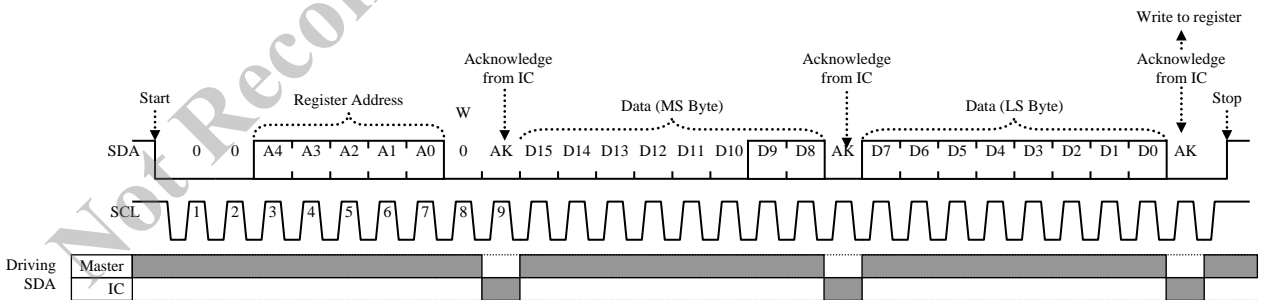 Write to register
Acknowledge from IC
Acknowledge from IC
Acknowledge from IC
Start
Register Address
W
Data (MS Byte)
Data (LS Byte)
Stop
SDA 0 0 A4 A3 A2 A1 A0 0 AK D15 D14 D13 D12 D11 D10 D9 D8 AK D7 D6 D5 D4 D3 D2 D1 D0 AK
SCL 1 2 3 4 5 6 7 8 9
Driving SDA
Master
IC
Not Recom